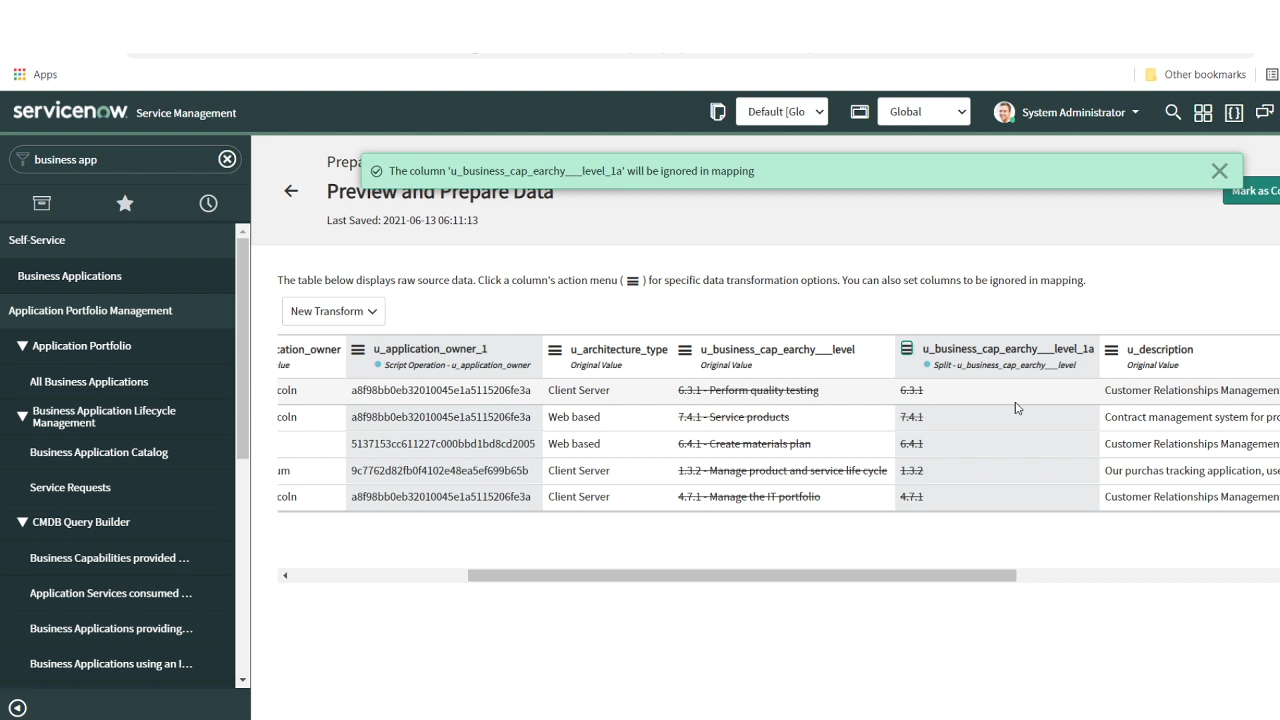 Apps
Other bookmarks
servicenow Service Management
Default [Glo
Global
System Administrator
business app
The column 'u_business_cap_earchy___level_1a' will be ignored in mapping
Prepa
Preview and Prepare Data
Mark as Co
Last Saved: 2021-06-13 06:11:13
Self-Service
Business Applications
Application Portfolio Management
Application Portfolio
All Business Applications
Business Application Lifecycle
Management
Business Application Catalog
Service Requests
CMDB Query Builder
Business Capabilities provided ...
Application Services consumed ...
Business Applications providing...
Business Applications using an I...
The table below displays raw source data. Click a column's action menu ( ) for specific data transformation options. You can also set columns to be ignored in mapping.
New Transform
cation_owner u_application_owner_1 u_architecture_type u_business_cap_earchy___level u_business_cap_earchy___level_1a u_description
lue Script Operation - u_application_owner Original Value Original Value Split - u_business_cap_earchy___level Original Value
coln a8f98bb0eb32010045e1a5115206fe3a Client Server 6.3.1 - Perform quality testing 6.3.1 Customer Relationships Managemen
coln a8f98bb0eb32010045e1a5115206fe3a Web based 7.4.1 - Service products 7.4.1 Contract management system for pro
5137153cc611227c000bbd1bd8cd2005 Web based 6.4.1 - Create materials plan 6.4.1 Customer Relationships Managemen
um 9c7762d82fb0f4102e48ea5ef699b65b Client Server 1.3.2 - Manage product and service life cycle 1.3.2 Our purchas tracking application, use
coln a8f98bb0eb32010045e1a5115206fe3a Client Server 4.7.1 - Manage the IT portfolio 4.7.1 Customer Relationships Managemen